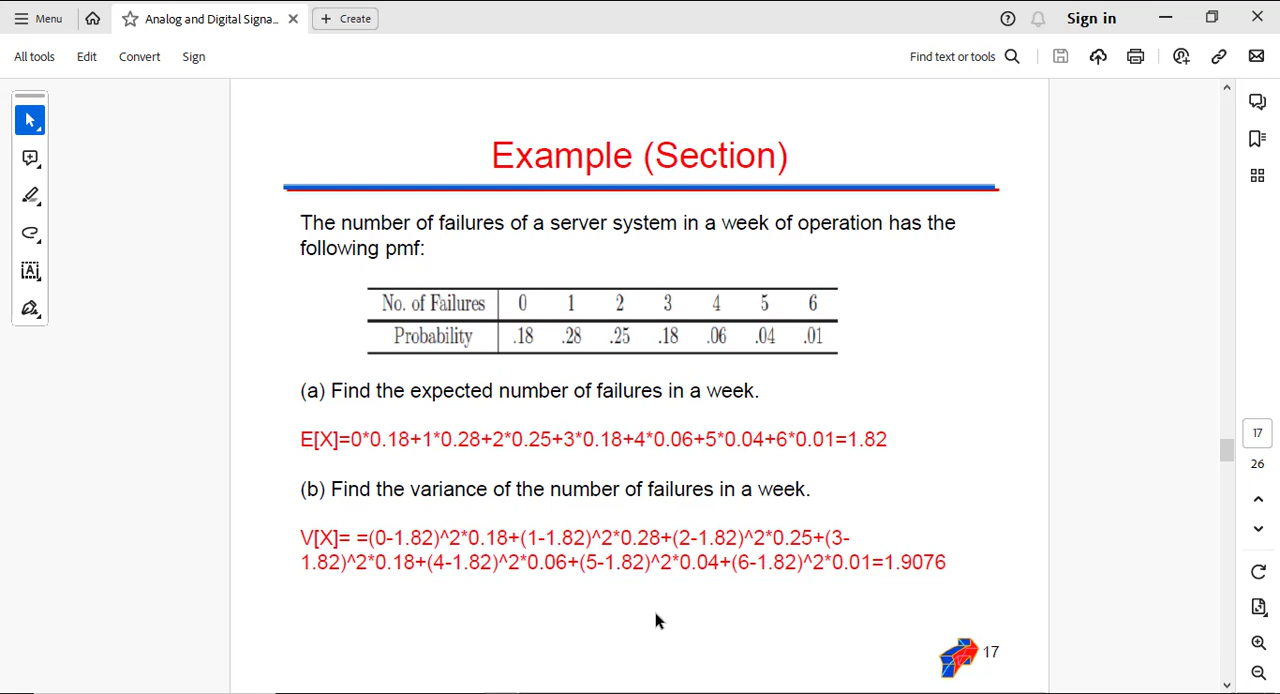 Menu
Analog and Digital Signa...
Create
Sign in
All tools
Edit
Convert
Sign
Find text or tools
Example (Section)
The number of failures of a server system in a week of operation has the
following pmf:
No. of Failures 0 1 2 3 4 5 6
Probability .18 .28 .25 .18 .06 .04 .01
(a) Find the expected number of failures in a week.
E[X]=0*0.18+1*0.28+2*0.25+3*0.18+4*0.06+5*0.04+6*0.01=1.82
(b) Find the variance of the number of failures in a week.
V[X]= =(0-1.82)^2*0.18+(1-1.82)^2*0.28+(2-1.82)^2*0.25+(3-
1.82)^2*0.18+(4-1.82)^2*0.06+(5-1.82)^2*0.04+(6-1.82)^2*0.01=1.9076
17
17
26